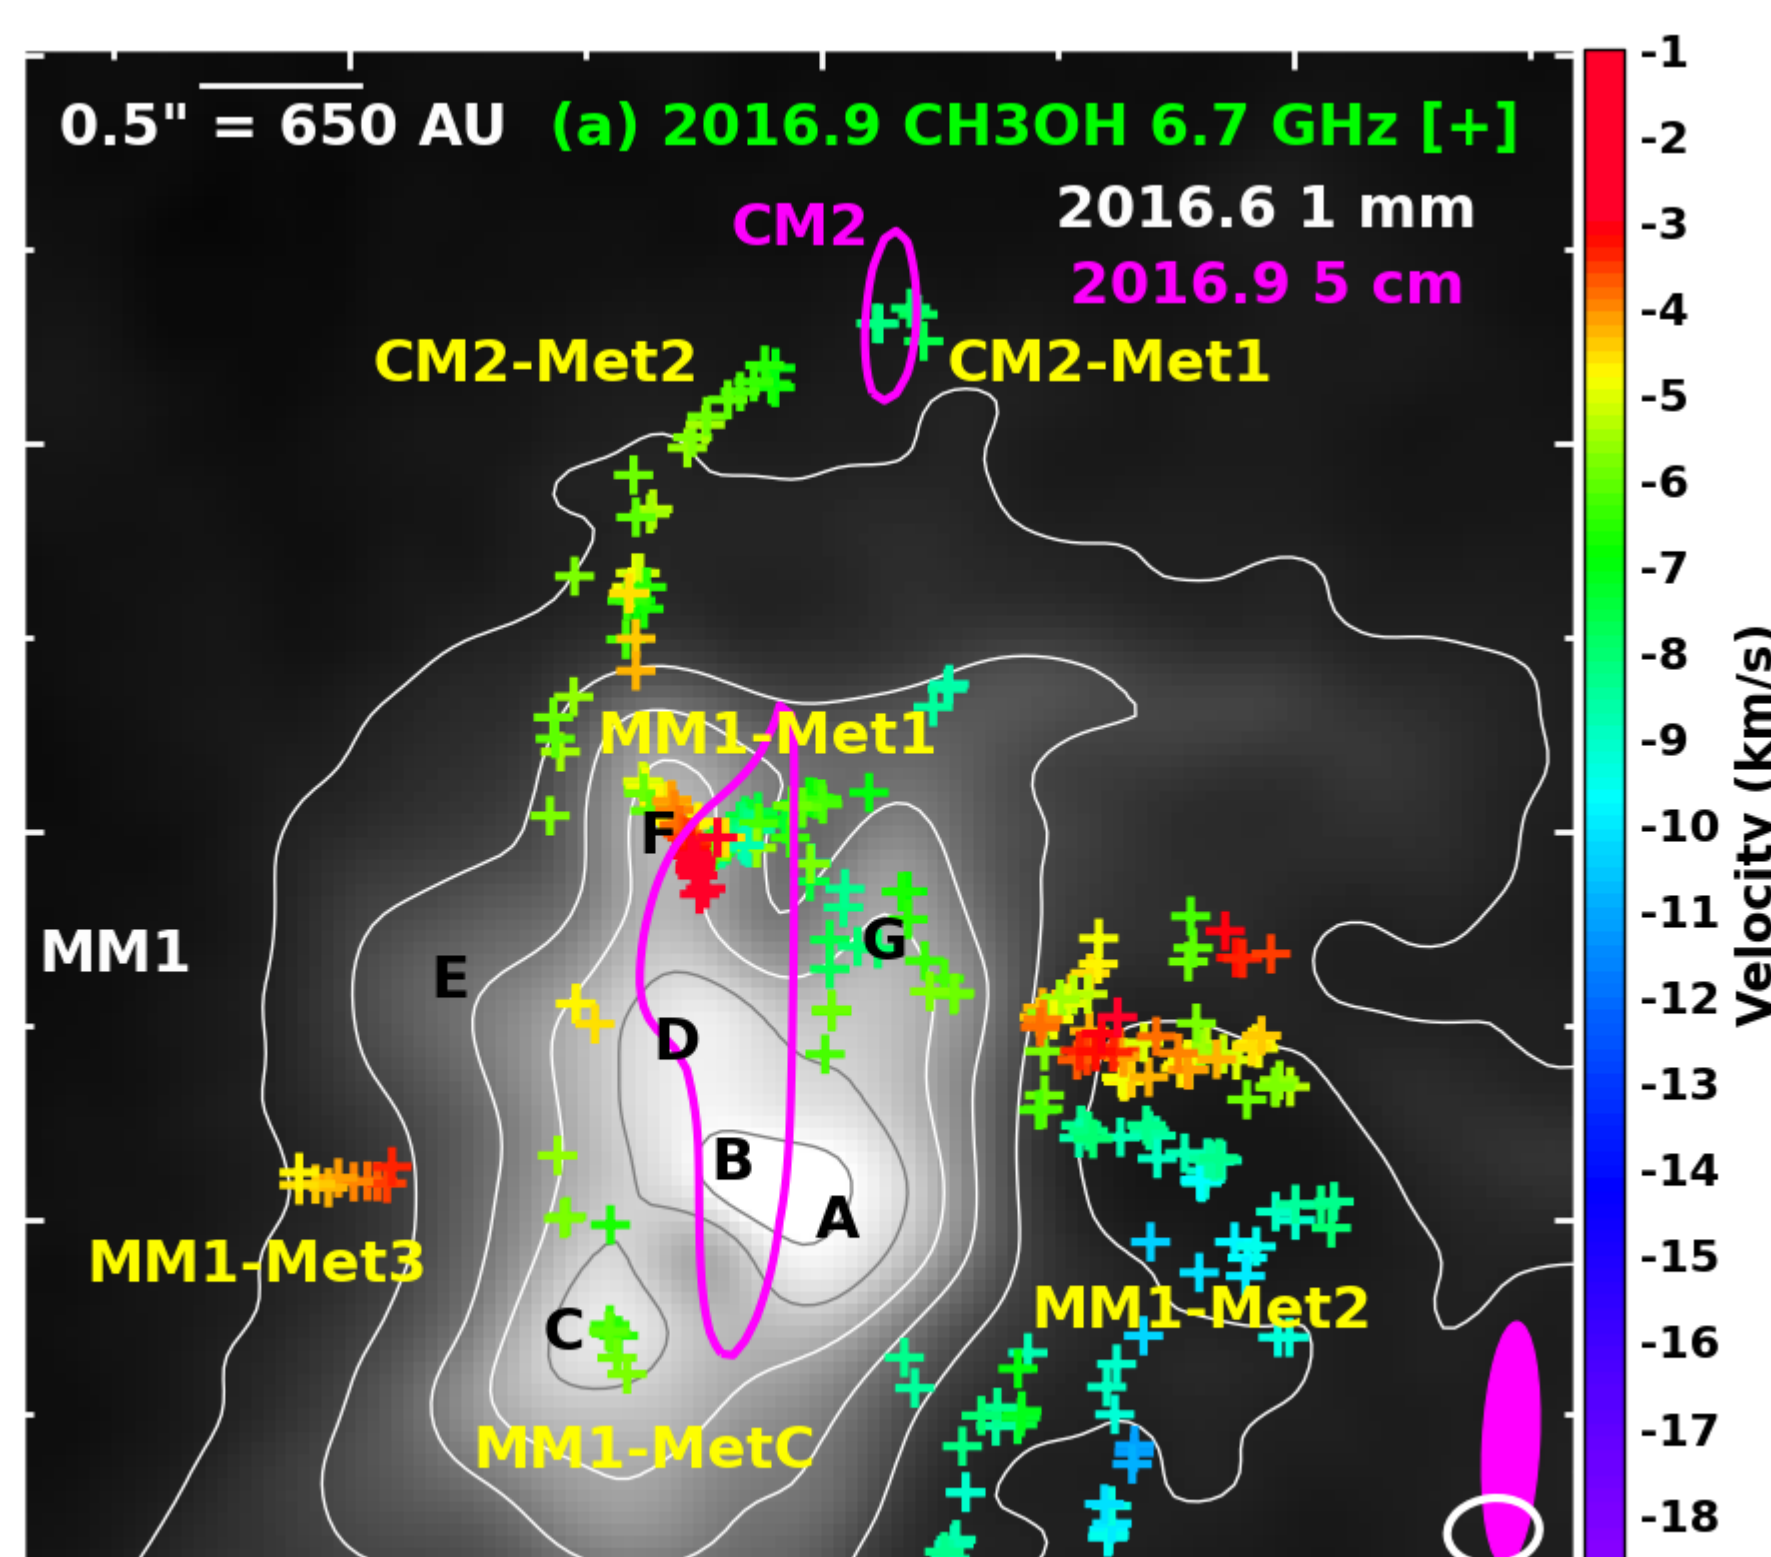 0.5" = 650 AU (a) 2016.9 CH3OH 6.7 GHz [+]
2016.6 1 mm
CM2
2016.9 5 cm
CM2-Met2
CM2-Met1
MM1-Met1
F
G
MM1
E
D
B
A
MM1-Met3
MM1-Met2
C
MM1-MetC
-1
-2
-3
-4
-5
-6
-7
-8
-9
-10
-11
-12
-13
-14
-15
-16
-17
-18
Velocity (km/s)